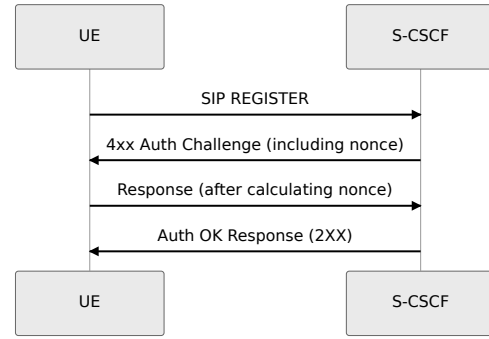 UE
S-CSCF
SIP REGISTER
4xx Auth Challenge (including nonce)
Response (after calculating nonce)
Auth OK Response (2XX)
UE
S-CSCF